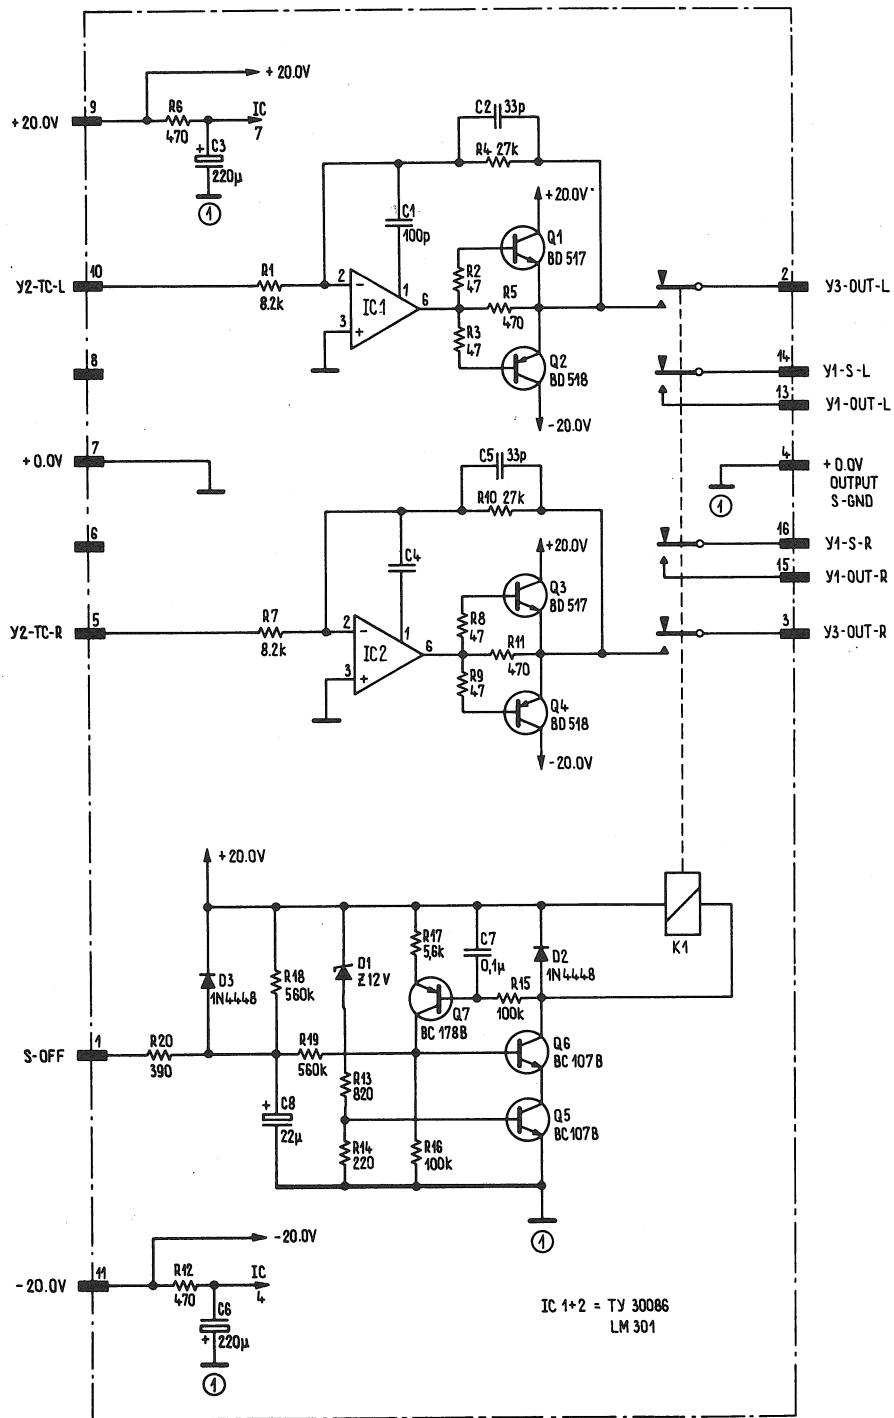 +20.0V
9
+20.0V
R6
470
IC
7
C3
+
220µ
1
C2
33p
R4 27k
C1
100p
+20.0V
Q1
BD 517
10
Y2-TC-L
R1
8.2k
2
-
IC1
1
6
3
+
R2
47
R5
470
R3
47
Q2
BD 518
-20.0V
2
Y3-OUT-L
14
Y1-S-L
13
Y1-OUT-L
8
7
+0.0V
4
+0.0V
OUTPUT
S-GND
1
6
C5
33p
R10 27k
C4
+20.0V
Q3
BD 517
16
Y1-S-R
15
Y1-OUT-R
5
Y2-TC-R
R7
8.2k
2
-
IC2
1
6
3
+
R8
47
R11
470
R9
47
Q4
BD 518
-20.0V
3
Y3-OUT-R
+20.0V
K1
D3
1N4448
R18
560k
D1
Z12V
R17
5,6k
C7
0,1µ
D2
1N4448
R15
100k
Q7
BC 178B
1
S-OFF
R20
390
R19
560k
Q6
BC 107B
+
C8
22µ
R13
820
R14
220
R16
100k
Q5
BC 107B
1
-20.0V
11
-20.0V
R12
470
IC
4
C6
+
220µ
1
IC 1+2 = TY 30086
LM 301